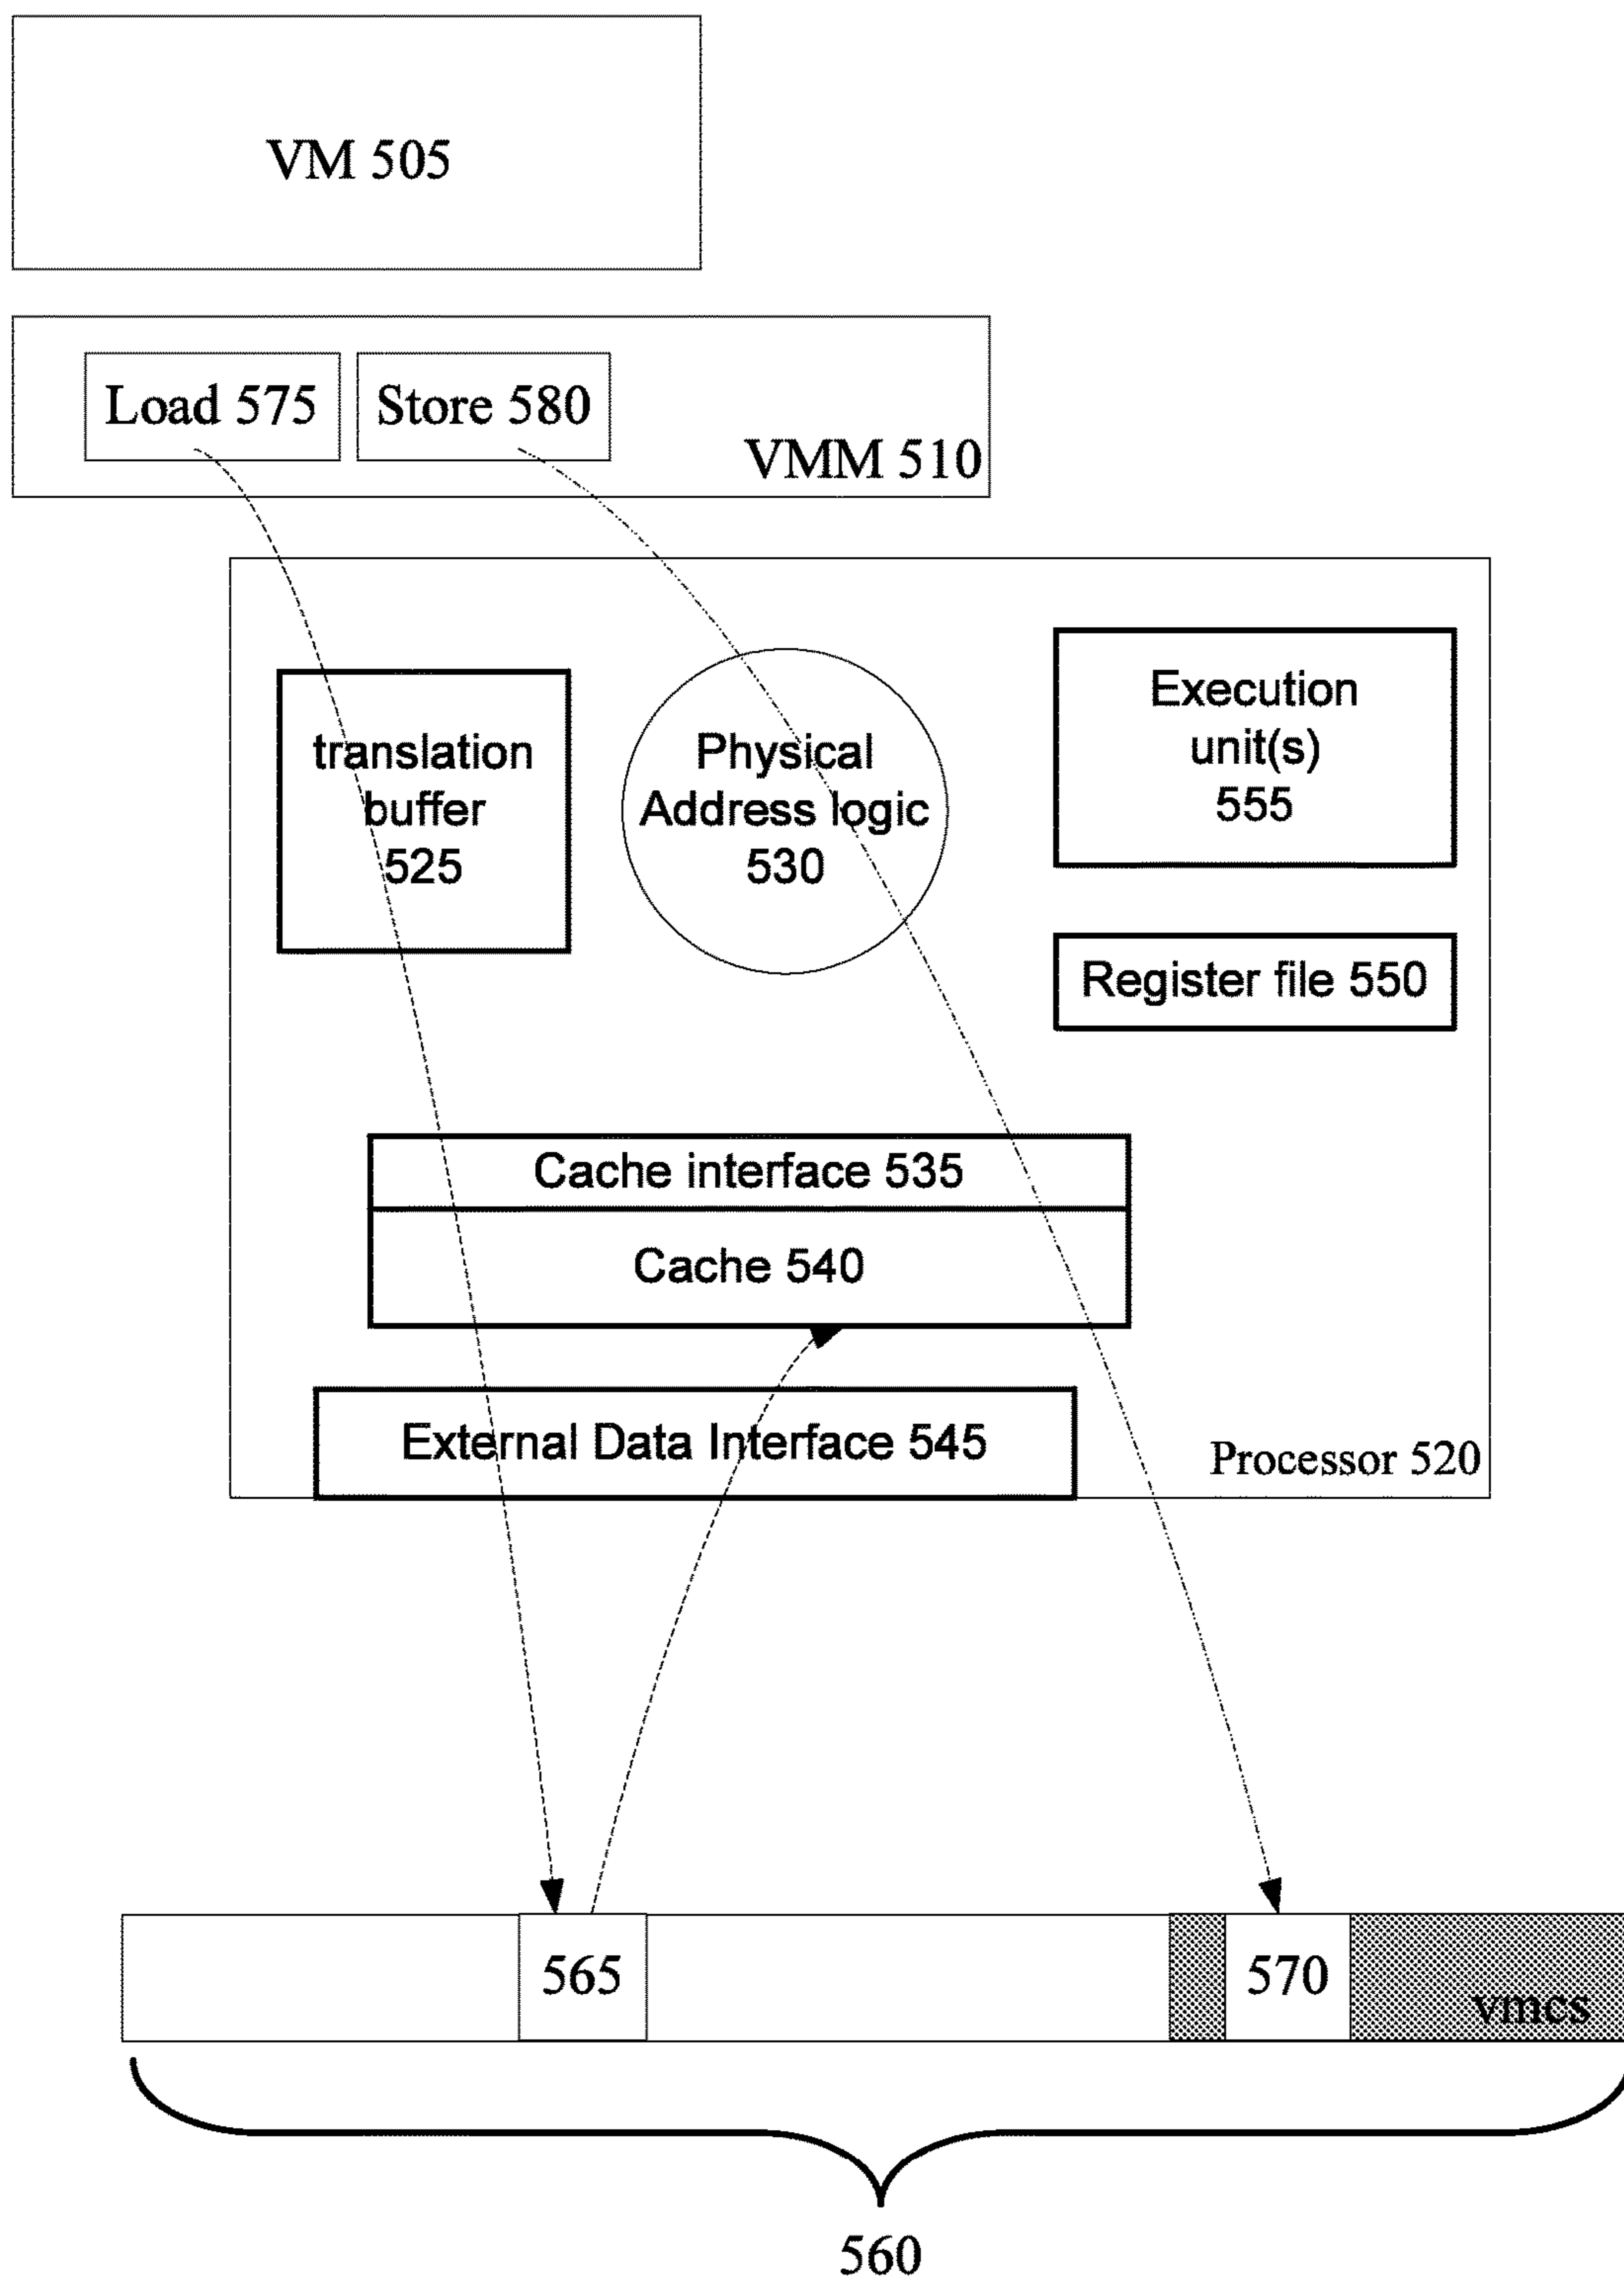 VM 505
Load 575
Store 580
VMM 510
translation
buffer
525
Physical
Address logic
530
Execution
unit(s)
555
Register file 550
Cache interface 535
Cache 540
External Data Interface 545
Processor 520
565
570
vmcs
560